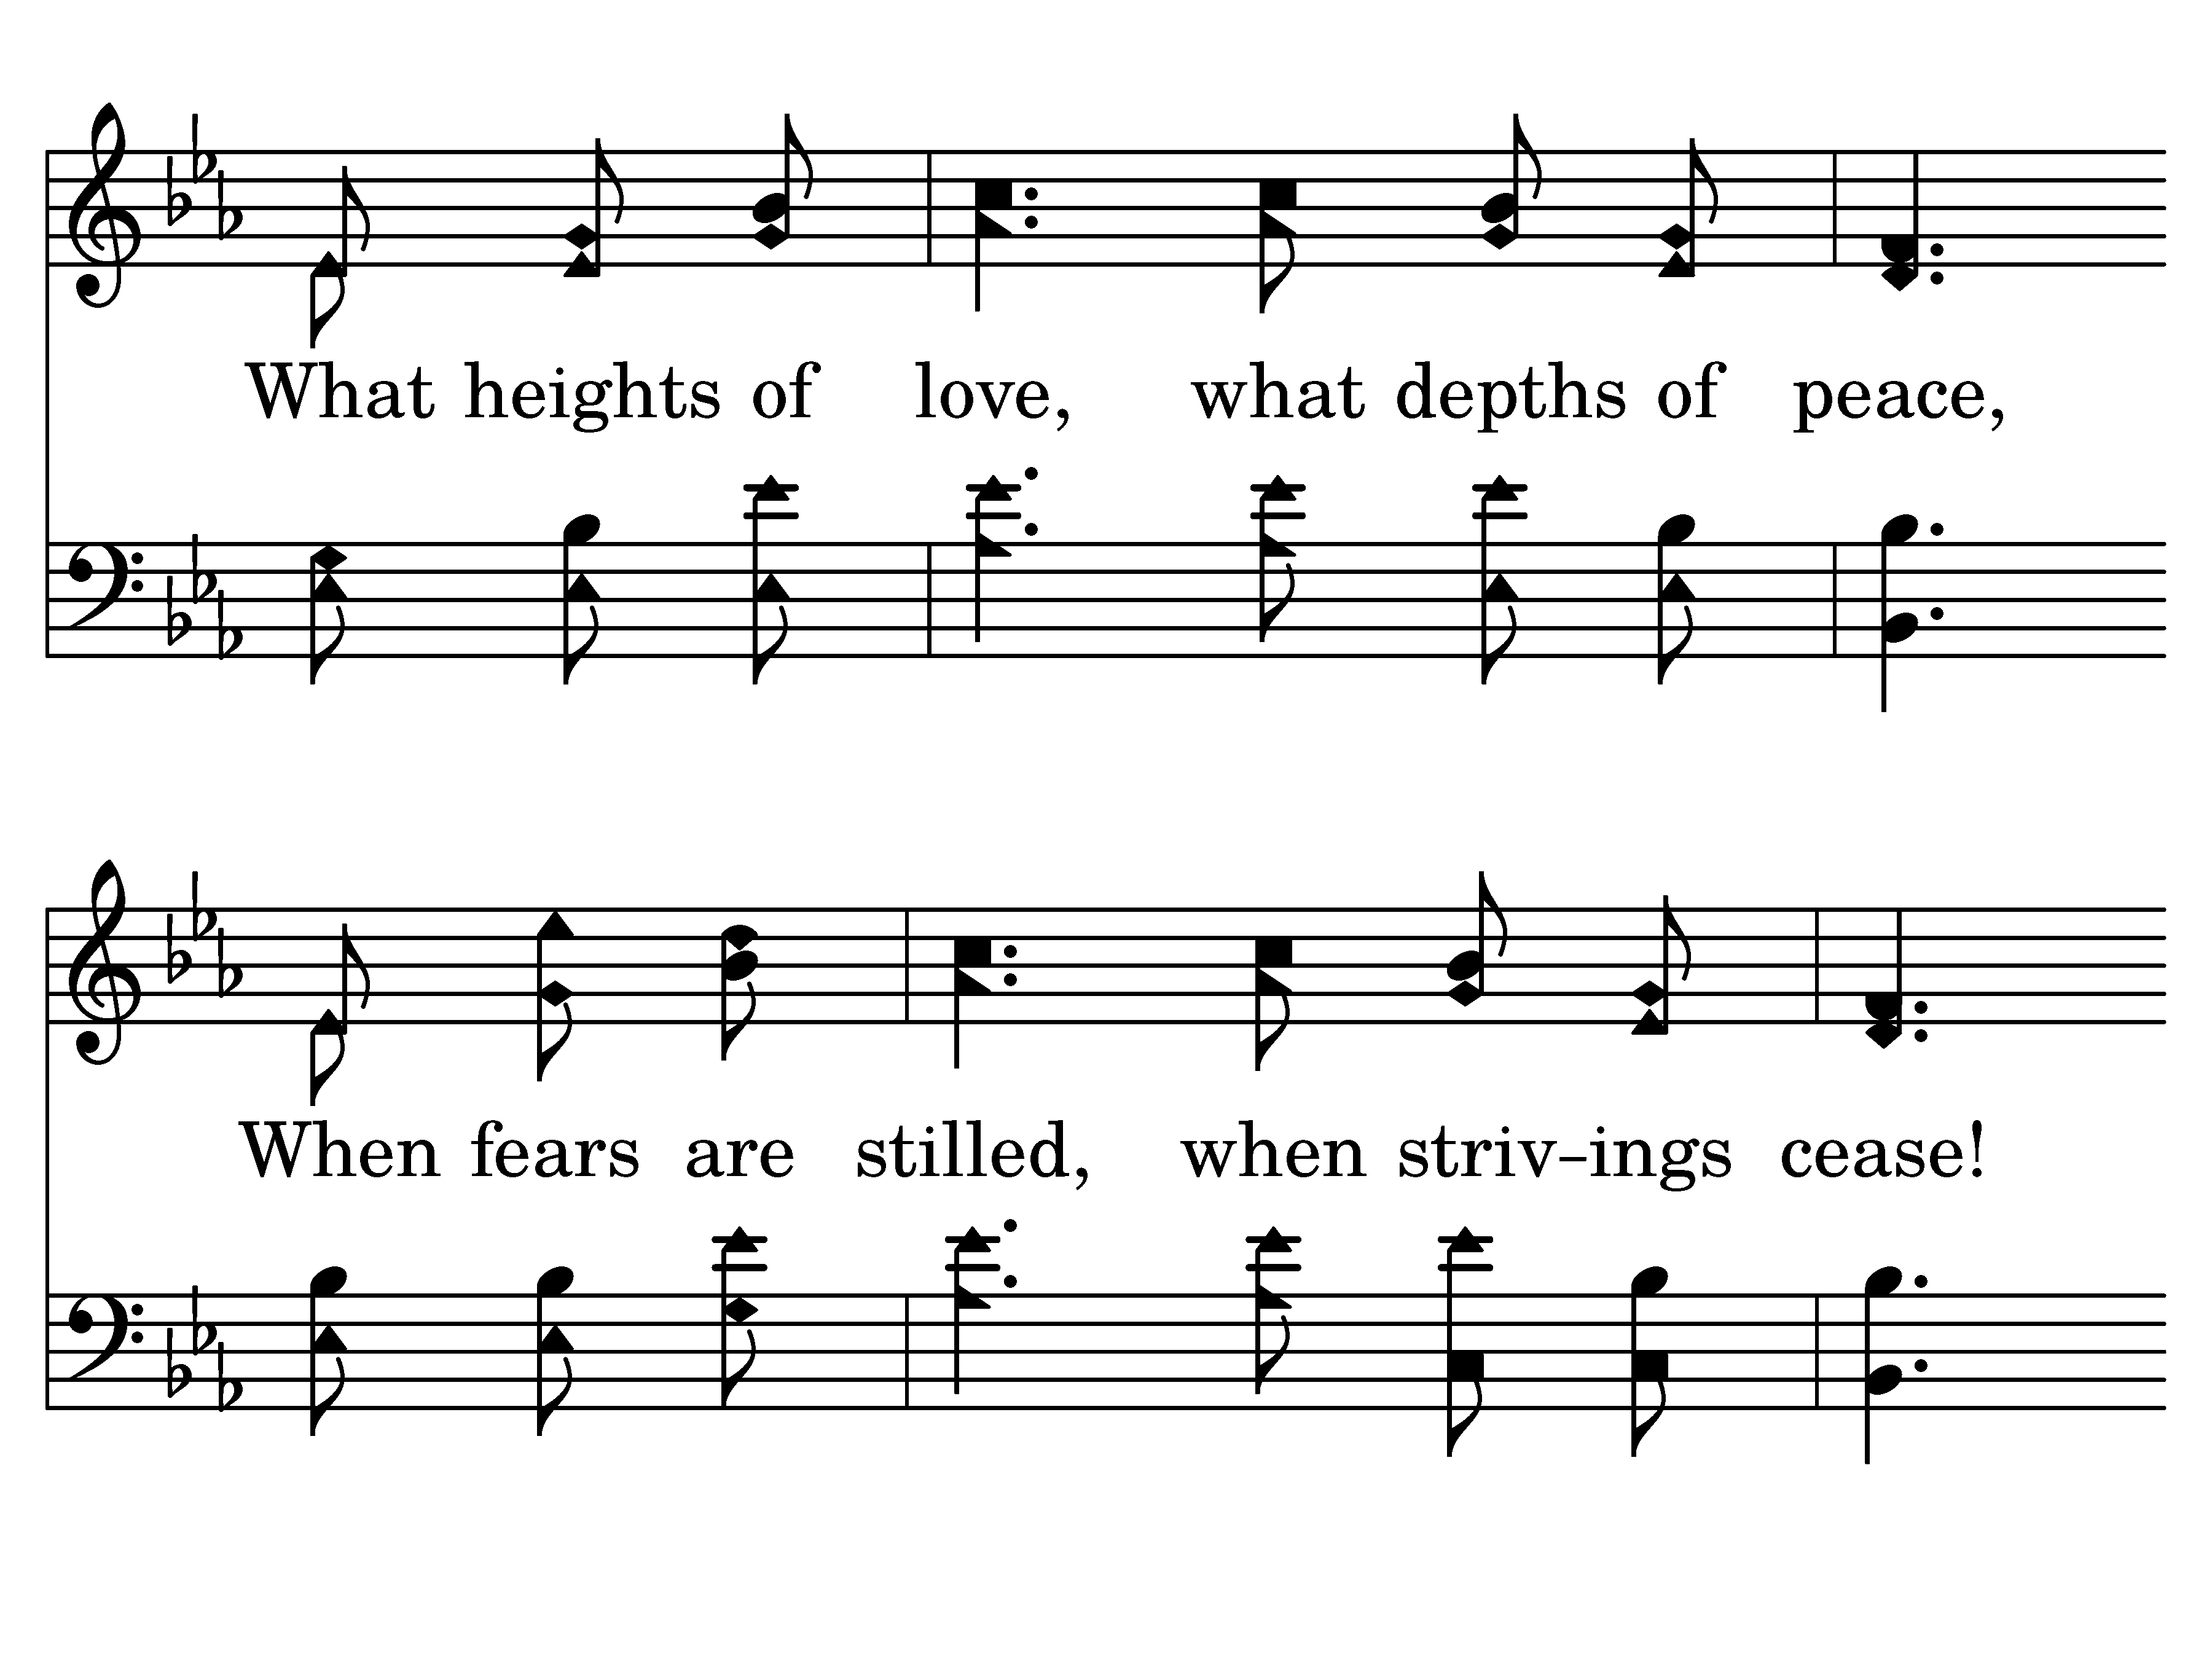 What heights of love, what depths of peace,
When fears are stilled, when striv-ings cease!